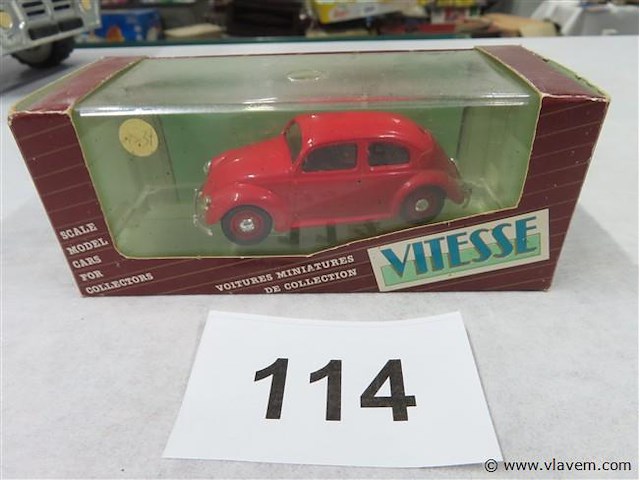 SCALE
MODEL
CARS
FOR
COLLECTORS
VOITURES MINIATURES
DE COLLECTION
VITESSE
114
© www.vlavem.com